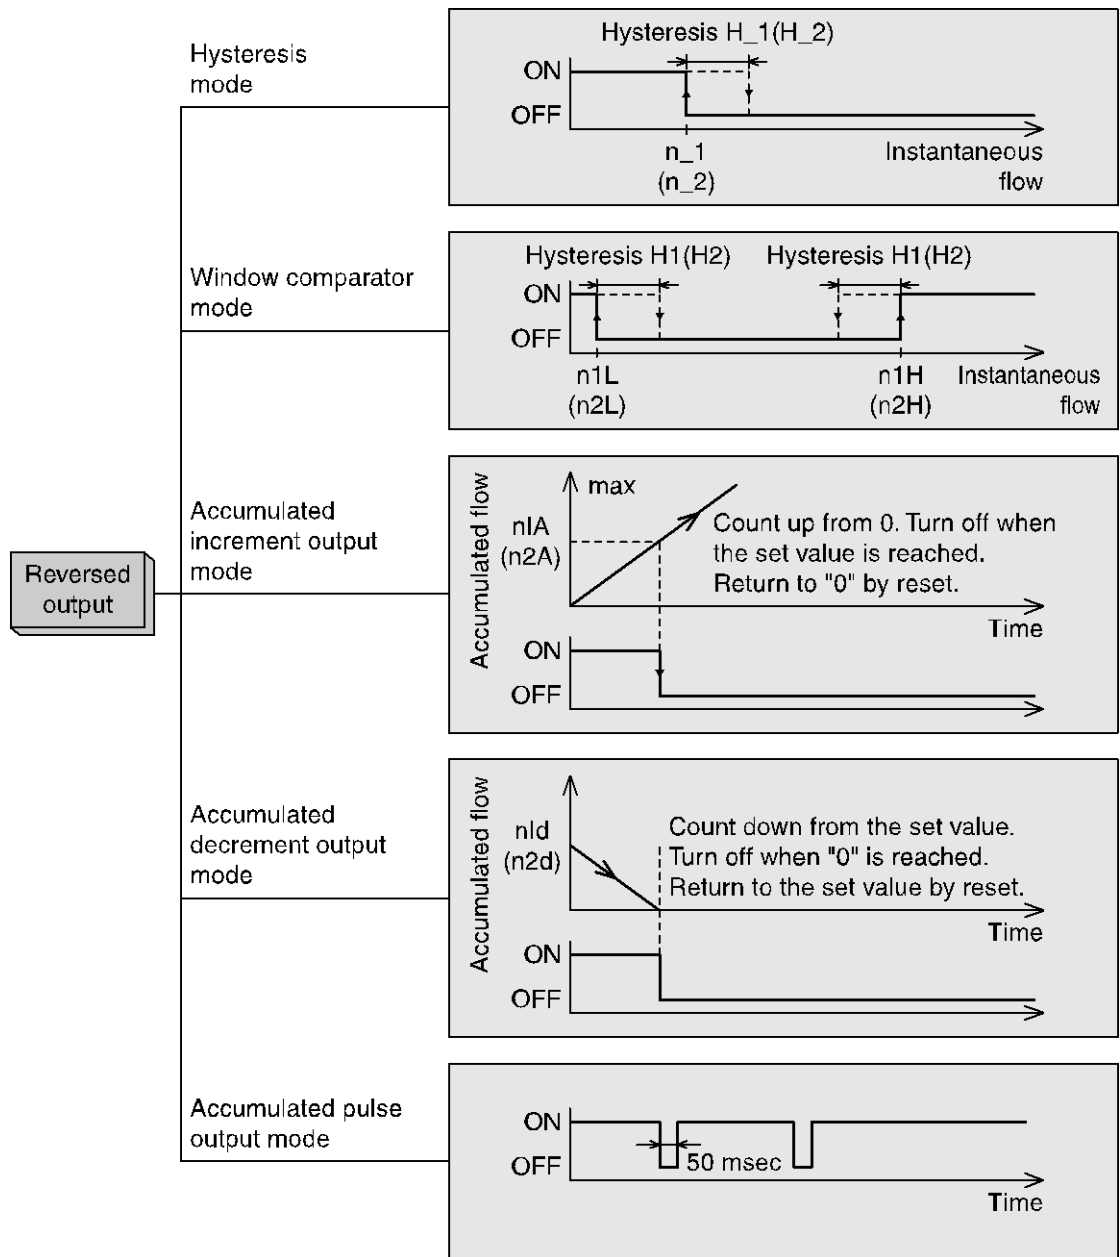 Reversed
output
Hysteresis
mode
Hysteresis H_1(H_2)
ON
OFF
n_1
(n_2)
Instantaneous
flow
Window comparator
mode
Hysteresis H1(H2)
Hysteresis H1(H2)
ON
OFF
n1L
(n2L)
n1H
(n2H)
Instantaneous
flow
Accumulated
increment output
mode
Accumulated flow
max
nIA
(n2A)
Count up from 0. Turn off when
the set value is reached.
Return to "0" by reset.
Time
ON
OFF
Accumulated
decrement output
mode
Accumulated flow
nId
(n2d)
Count down from the set value.
Turn off when "0" is reached.
Return to the set value by reset.
Time
ON
OFF
Accumulated pulse
output mode
ON
OFF
50 msec
Time